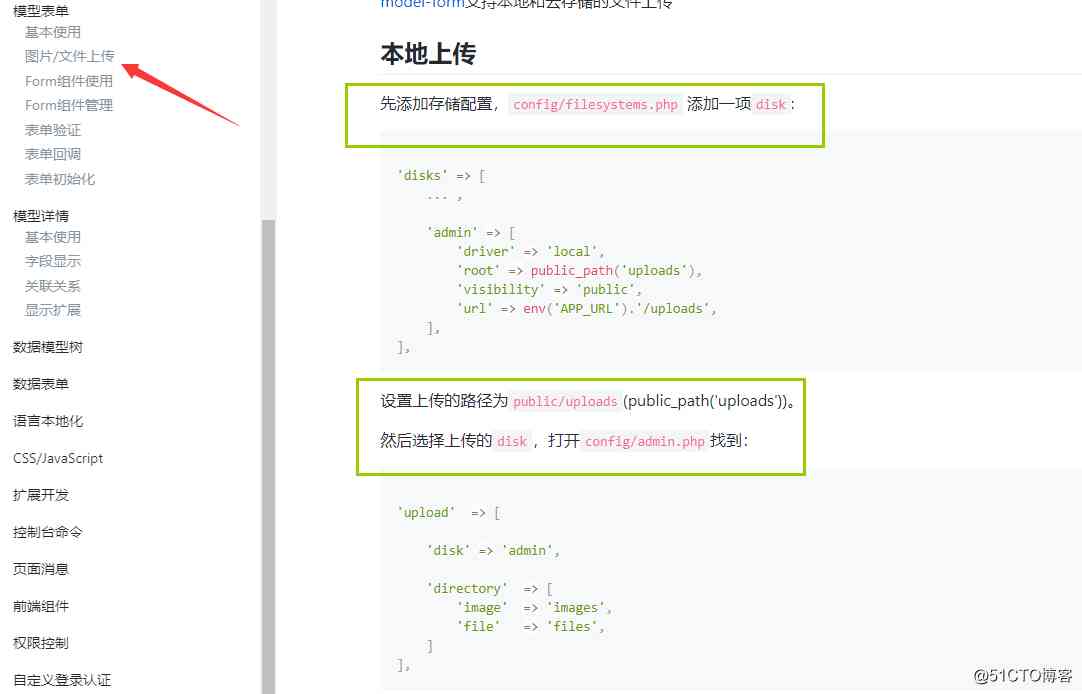 模型表单
基本使用
图片/文件上传
Form组件使用
Form组件管理
表单验证
表单回调
表单初始化
模型详情
基本使用
字段显示
关联关系
显示扩展
数据模型树
数据表单
语言本地化
CSS/JavaScript
扩展开发
控制台命令
页面消息
前端组件
权限控制
自定义登录认证
model-form支持本地和云存储的文件上传
本地上传
先添加存储配置，config/filesystems.php 添加一项disk：
'disks' => [
... ,
'admin' => [
'driver' => 'local',
'root' => public_path('uploads'),
'visibility' => 'public',
'url' => env('APP_URL').'/uploads',
],
],
设置上传的路径为public/uploads (public_path('uploads'))。
然后选择上传的disk，打开config/admin.php找到：
'upload' => [
'disk' => 'admin',
'directory' => [
'image' => 'images',
'file' => 'files',
]
],
@51CTO博客